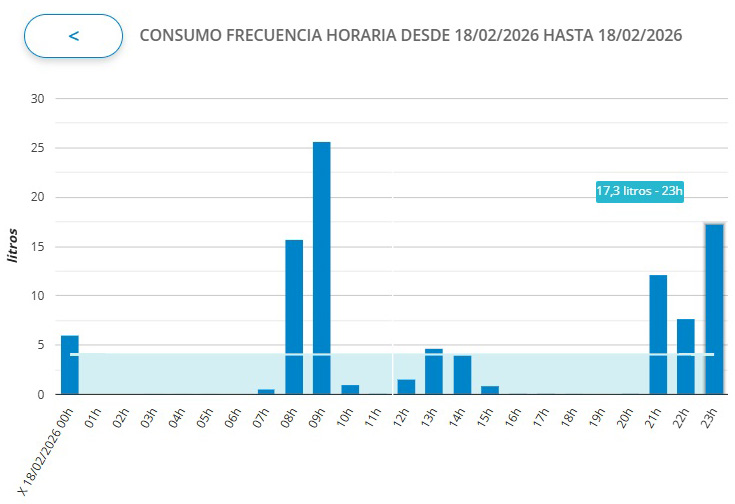 <
CONSUMO FRECUENCIA HORARIA DESDE 18/02/2026 HASTA 18/02/2026
30
25
20
15
10
5
0
litros
17,3 litros - 23h
X 18/02/2026 00h
01h
02h
03h
04h
05h
06h
07h
08h
09h
10h
11h
12h
13h
14h
15h
16h
17h
18h
19h
20h
21h
22h
23h